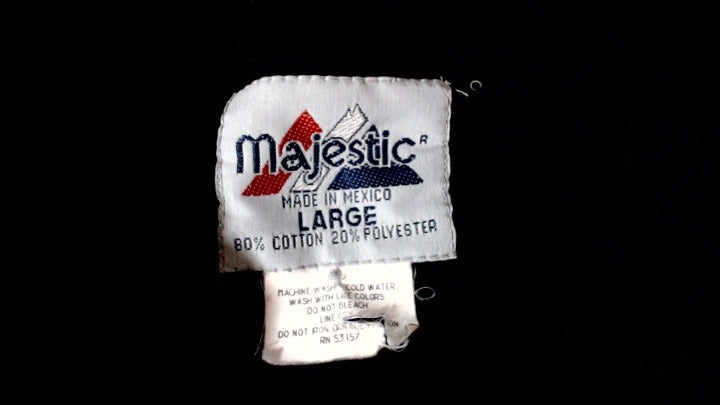 Majestic R
MADE IN MEXICO
LARGE
80% COTTON 20% POLYESTER
MACHINE WASH COLD WATER
WASH WITH LIKE COLORS
DO NOT BLEACH
LINE
DO NOT IRON ON
RN 53157